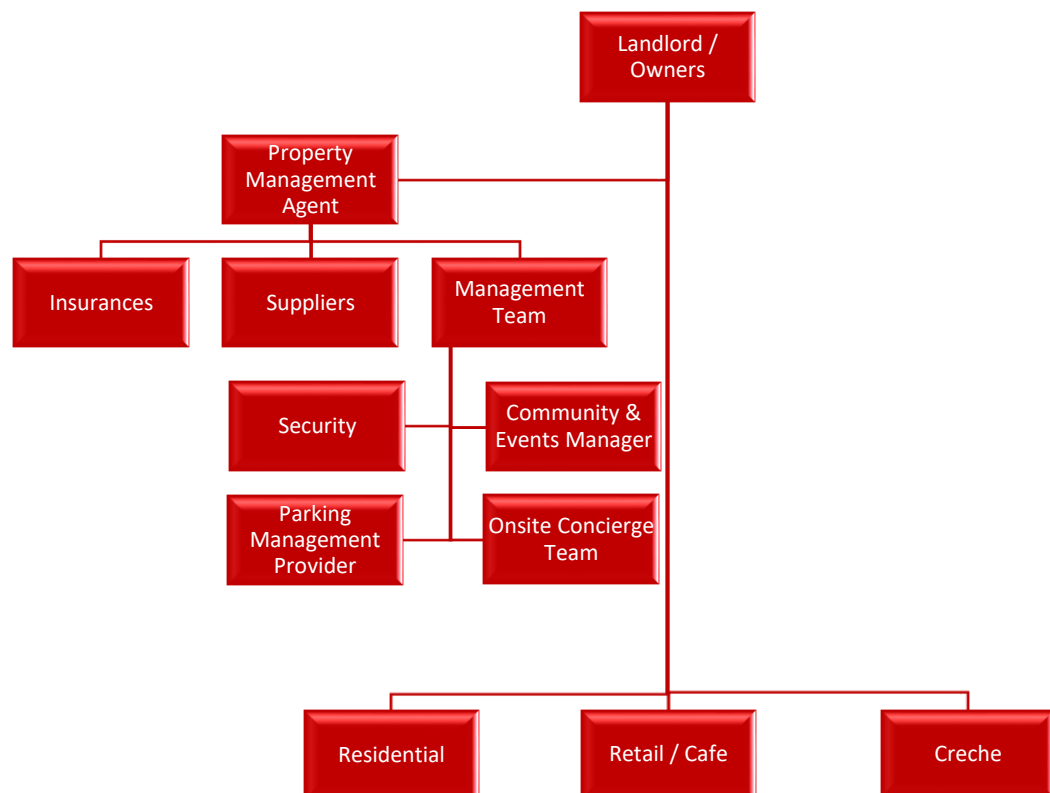 Landlord /
Owners
Property
Management
Agent
Insurances
Suppliers
Management
Team
Security
Community &
Events Manager
Parking
Management
Provider
Onsite Concierge
Team
Residential
Retail / Cafe
Creche